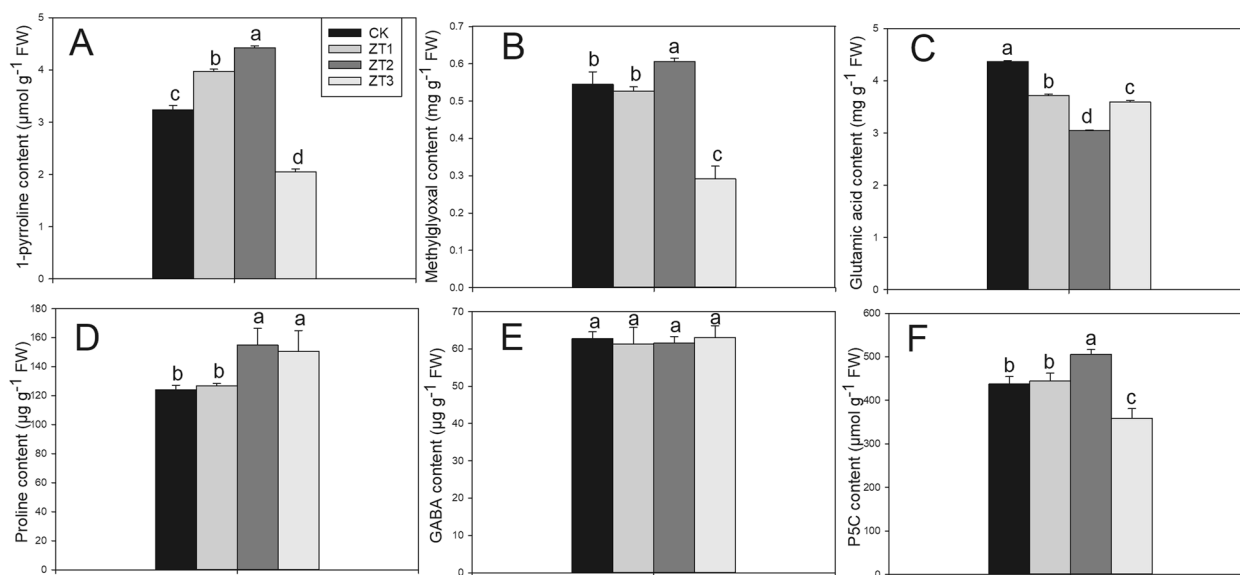 A
1-pyrroline content (µmol g⁻¹ FW)
5
4
3
2
1
0
c
b
a
d
CK
ZT1
ZT2
ZT3
B
Methylglyoxal content (mg g⁻¹ FW)
0.7
0.6
0.5
0.4
0.3
0.2
0.1
0.0
b
b
a
c
C
Glutamic acid content (mg g⁻¹ FW)
5
4
3
2
1
0
a
b
d
c
D
Proline content (µg g⁻¹ FW)
180
160
140
120
100
80
60
40
20
0
b
b
a
a
E
GABA content (µg g⁻¹ FW)
70
60
50
40
30
20
10
0
a
a
a
a
F
P5C content (µmol g⁻¹ FW)
600
500
400
300
200
100
0
b
b
a
c